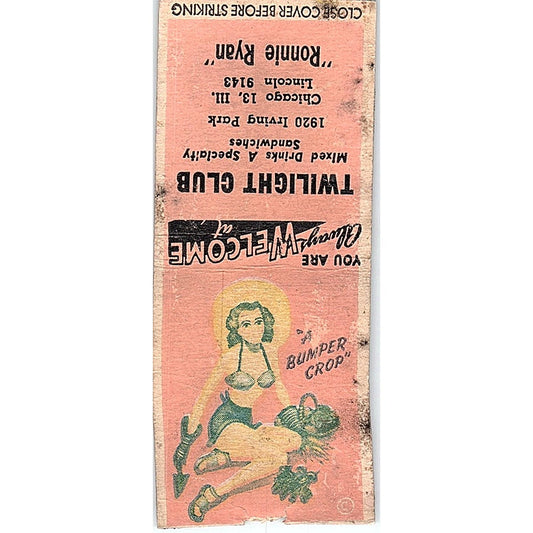 "A
BUMPER
CROP"
YOU ARE
Always WELCOME
at
TWILIGHT CLUB
Mixed Drinks A Specialty
Sandwiches
1920 Irving Park
Chicago 13, Ill.
Lincoln 9143
"Ronnie Ryan"
CLOSE COVER BEFORE STRIKING